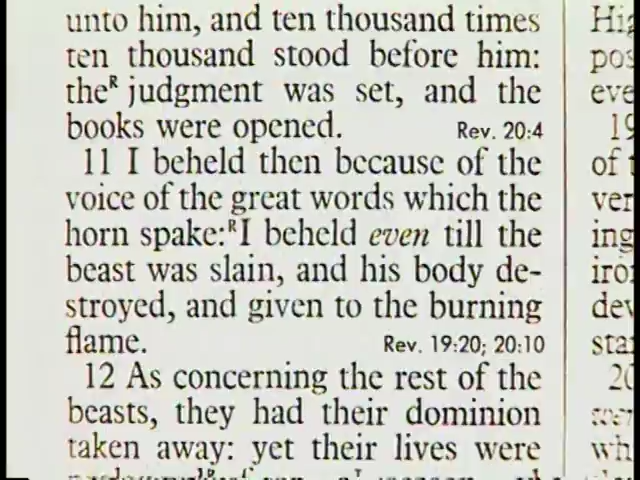 unto him, and ten thousand times
ten thousand stood before him:
theᴿ judgment was set, and the
books were opened. Rev. 20:4
11 I beheld then because of the
voice of the great words which the
horn spake:ᴿI beheld even till the
beast was slain, and his body de-
stroyed, and given to the burning
flame. Rev. 19:20; 20:10
12 As concerning the rest of the
beasts, they had their dominion
taken away: yet their lives were
19
of